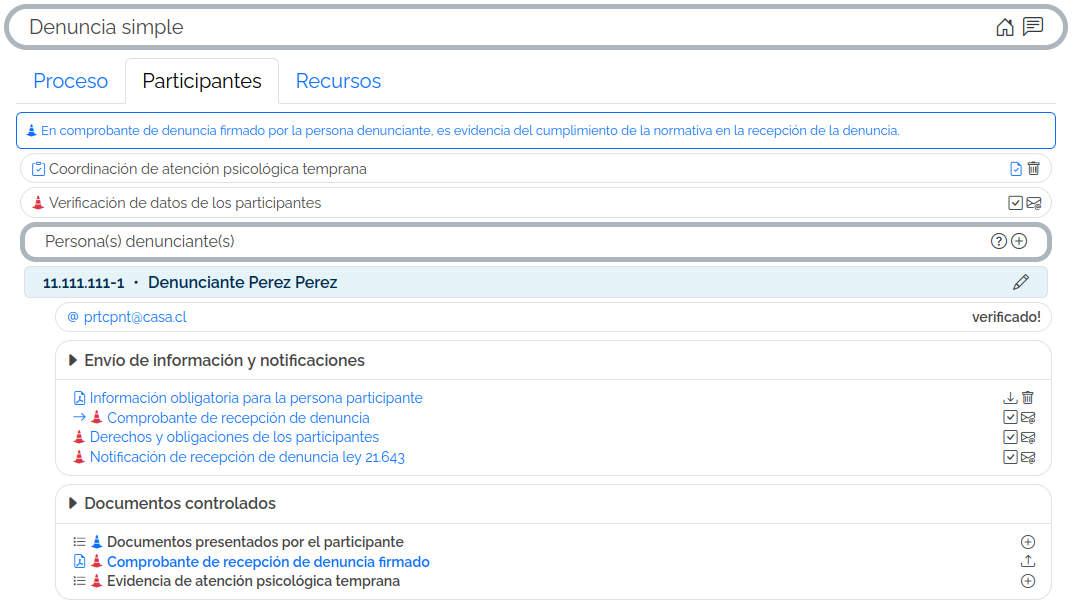 Denuncia simple
Proceso Participantes Recursos
En comprobante de denuncia firmado por la persona denunciante, es evidencia del cumplimiento de la normativa en la recepción de la denuncia.
Coordinación de atención psicológica temprana
Verificación de datos de los participantes
Persona(s) denunciante(s)
11.111.111-1 · Denunciante Perez Perez
@ prtcpnt@casa.cl verificado!
Envío de información y notificaciones
Información obligatoria para la persona participante
Comprobante de recepción de denuncia
Derechos y obligaciones de los participantes
Notificación de recepción de denuncia ley 21.643
Documentos controlados
Documentos presentados por el participante
Comprobante de recepción de denuncia firmado
Evidencia de atención psicológica temprana